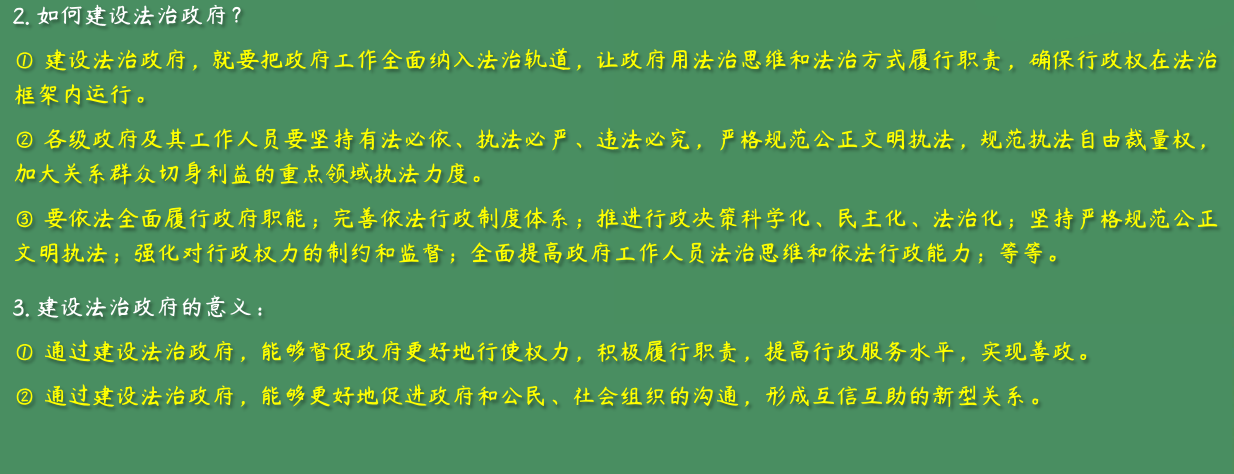 2. 如何建设法治政府？
① 建设法治政府，就要把政府工作全面纳入法治轨道，让政府用法治思维和法治方式履行职责，确保行政权在法治
框架内运行。
② 各级政府及其工作人员要坚持有法必依、执法必严、违法必究，严格规范公正文明执法，规范执法自由裁量权，
加大关系群众切身利益的重点领域执法力度。
③ 要依法全面履行政府职能；完善依法行政制度体系；推进行政决策科学化、民主化、法治化；坚持严格规范公正
文明执法；强化对行政权力的制约和监督；全面提高政府工作人员法治思维和依法行政能力；等等。
3. 建设法治政府的意义：
① 通过建设法治政府，能够督促政府更好地行使权力，积极履行职责，提高行政服务水平，实现善政。
② 通过建设法治政府，能够更好地促进政府和公民、社会组织的沟通，形成互信互助的新型关系。